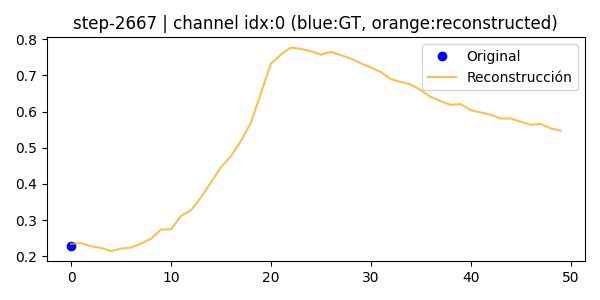 step-2667 | channel idx:0 (blue:GT, orange:reconstructed)
Original
Reconstrucción
0.8
0.7
0.6
0.5
0.4
0.3
0.2
0 10 20 30 40 50